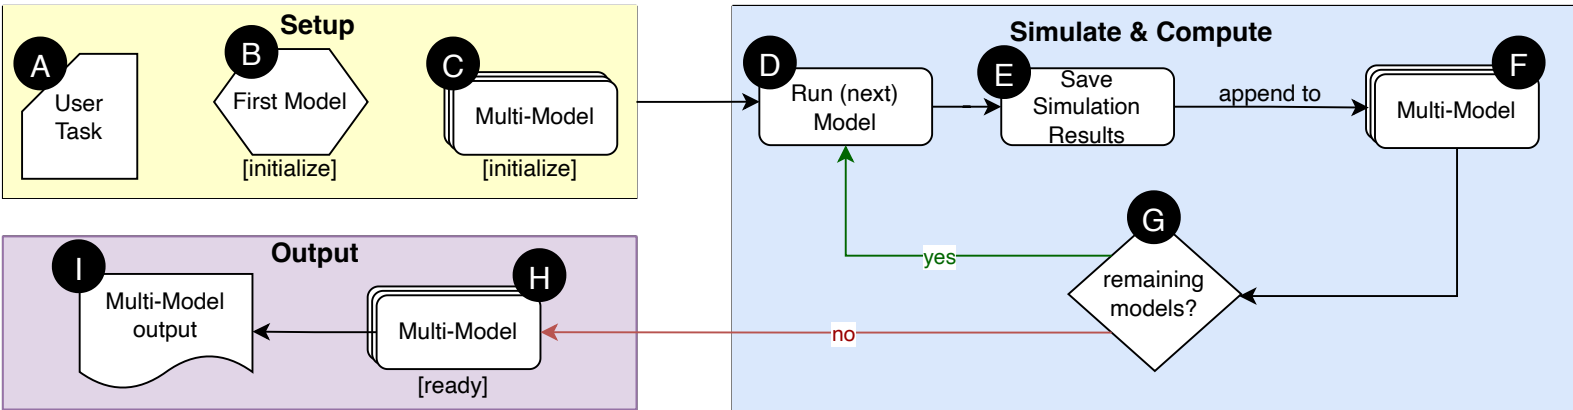 Setup
A
User
Task
B
First Model
[initialize]
C
Multi-Model
[initialize]
Simulate & Compute
D
Run (next)
Model
E
Save
Simulation
Results
append to
F
Multi-Model
G
remaining
models?
yes
no
Output
H
Multi-Model
[ready]
I
Multi-Model
output